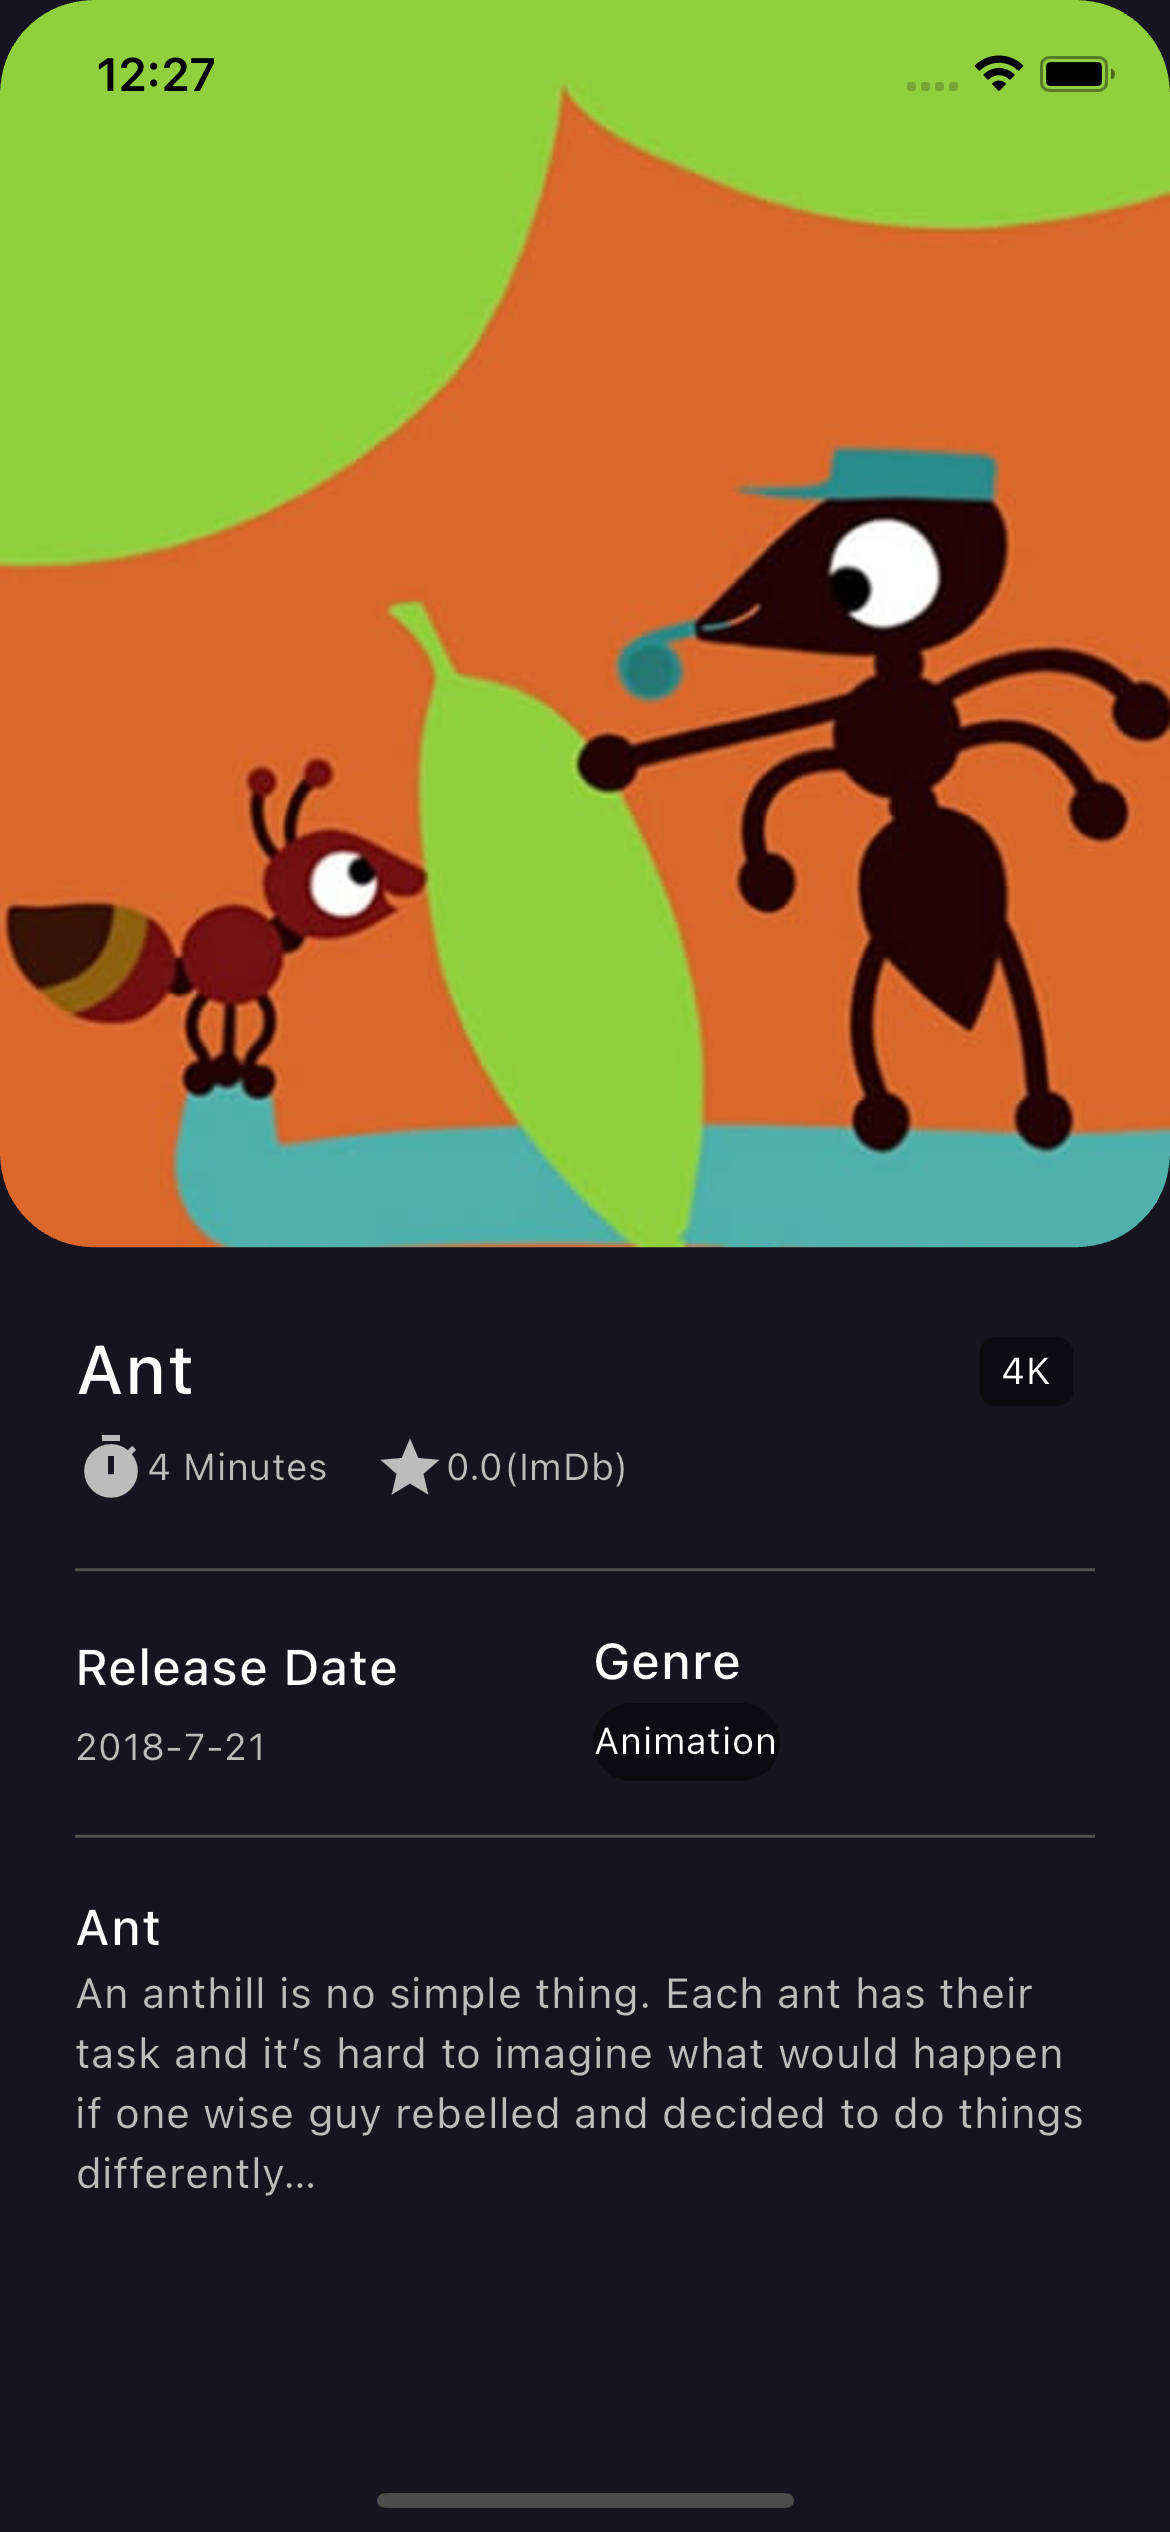 12:27
Ant
4K
4 Minutes
0.0(ImDb)
Release Date
Genre
2018-7-21
Animation
Ant
An anthill is no simple thing. Each ant has their
task and it’s hard to imagine what would happen
if one wise guy rebelled and decided to do things
differently…